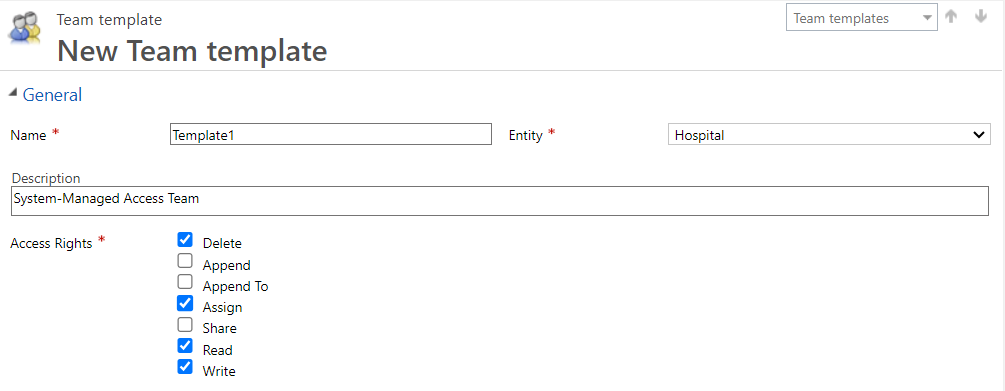 Team template
Team templates
New Team template
General
Name *
Template1
Entity *
Hospital
Description
System-Managed Access Team
Access Rights *
Delete
Append
Append To
Assign
Share
Read
Write